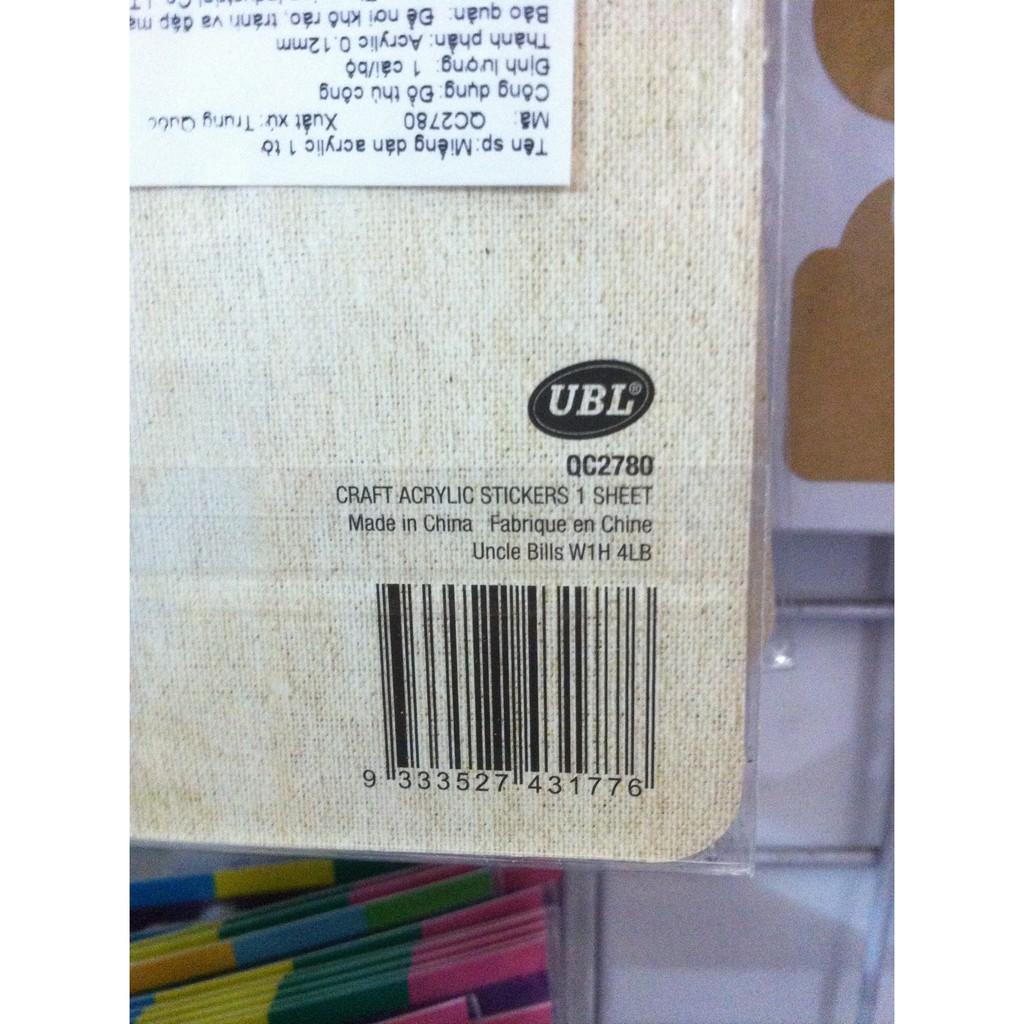 Tên sp:Miếng dán acrylic 1 tờ
Mã: QC2780 Xuất xứ: Trung Quốc
Công dụng: Đồ thủ công
Định lượng: 1 cái/bộ
Thành phần: Acrylic 0.12mm
Bảo quản: Để nơi khô ráo, tránh va đập
UBL®
QC2780
CRAFT ACRYLIC STICKERS 1 SHEET
Made in China Fabrique en Chine
Uncle Bills W1H 4LB
9 333527 431776